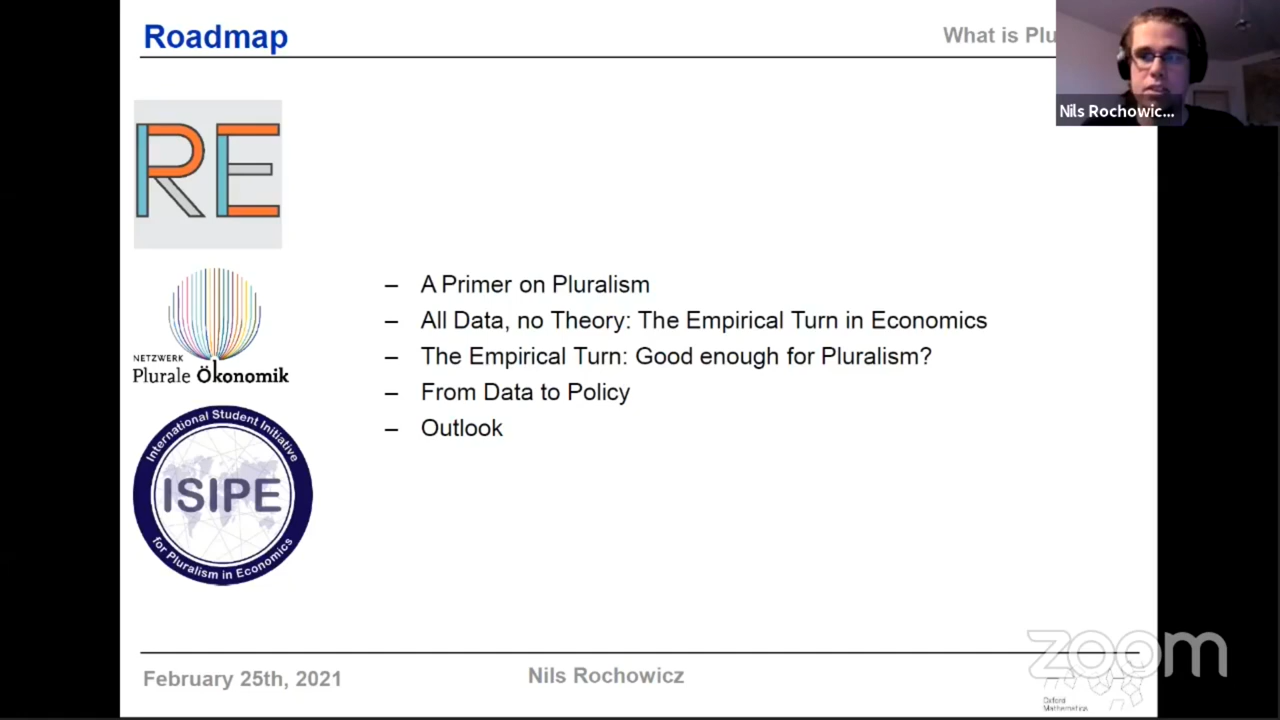 Roadmap
What is Plu
Nils Rochowic...
RE
NETZWERK
Plurale Ökonomik
International Student Initiative
ISIPE
for Pluralism in Economics
– A Primer on Pluralism
– All Data, no Theory: The Empirical Turn in Economics
– The Empirical Turn: Good enough for Pluralism?
– From Data to Policy
– Outlook
February 25th, 2021
Nils Rochowicz
zoom
Oxford
Mathematics